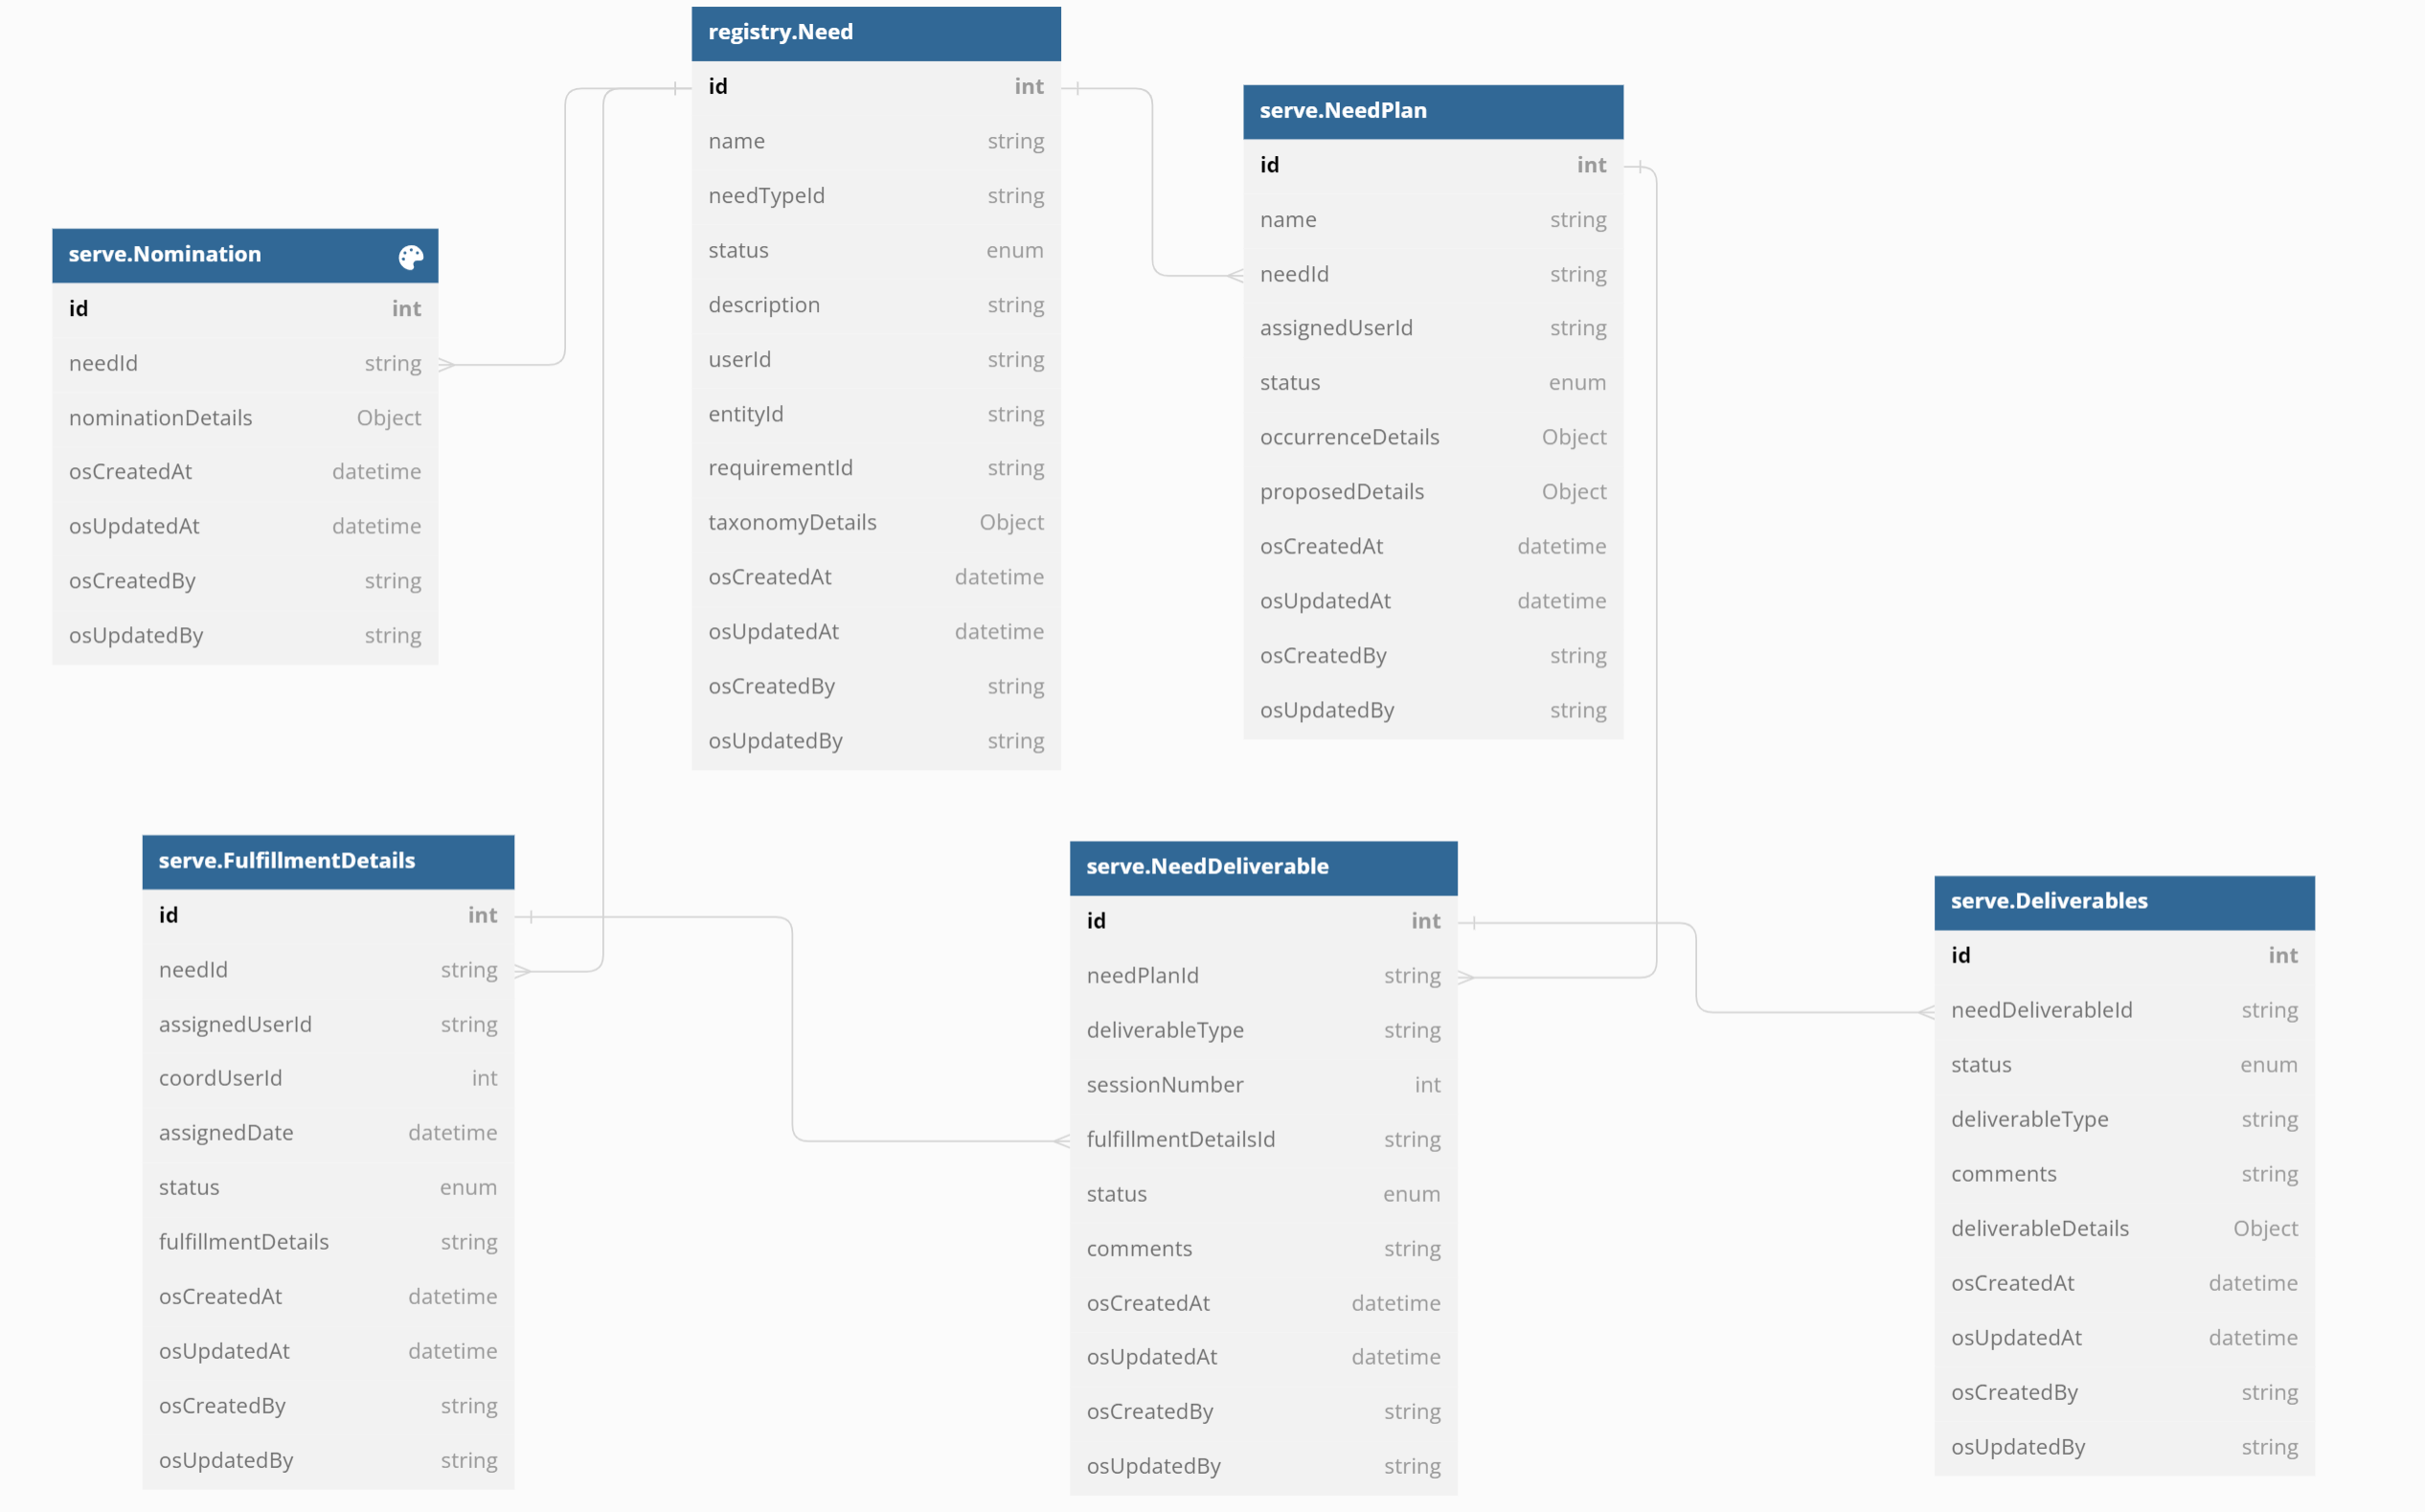 registry.Need
id int
name string
needTypeId string
status enum
description string
userId string
entityId string
requirementId string
taxonomyDetails Object
osCreatedAt datetime
osUpdatedAt datetime
osCreatedBy string
osUpdatedBy string
serve.NeedPlan
id int
name string
needId string
assignedUserId string
status enum
occurrenceDetails Object
proposedDetails Object
osCreatedAt datetime
osUpdatedAt datetime
osCreatedBy string
osUpdatedBy string
serve.Nomination
id int
needId string
nominationDetails Object
osCreatedAt datetime
osUpdatedAt datetime
osCreatedBy string
osUpdatedBy string
serve.FulfillmentDetails
id int
needId string
assignedUserId string
coordUserId int
assignedDate datetime
status enum
fulfillmentDetails string
osCreatedAt datetime
osUpdatedAt datetime
osCreatedBy string
osUpdatedBy string
serve.NeedDeliverable
id int
needPlanId string
deliverableType string
sessionNumber int
fulfillmentDetailsId string
status enum
comments string
osCreatedAt datetime
osUpdatedAt datetime
osCreatedBy string
osUpdatedBy string
serve.Deliverables
id int
needDeliverableId string
status enum
deliverableType string
comments string
deliverableDetails Object
osCreatedAt datetime
osUpdatedAt datetime
osCreatedBy string
osUpdatedBy string